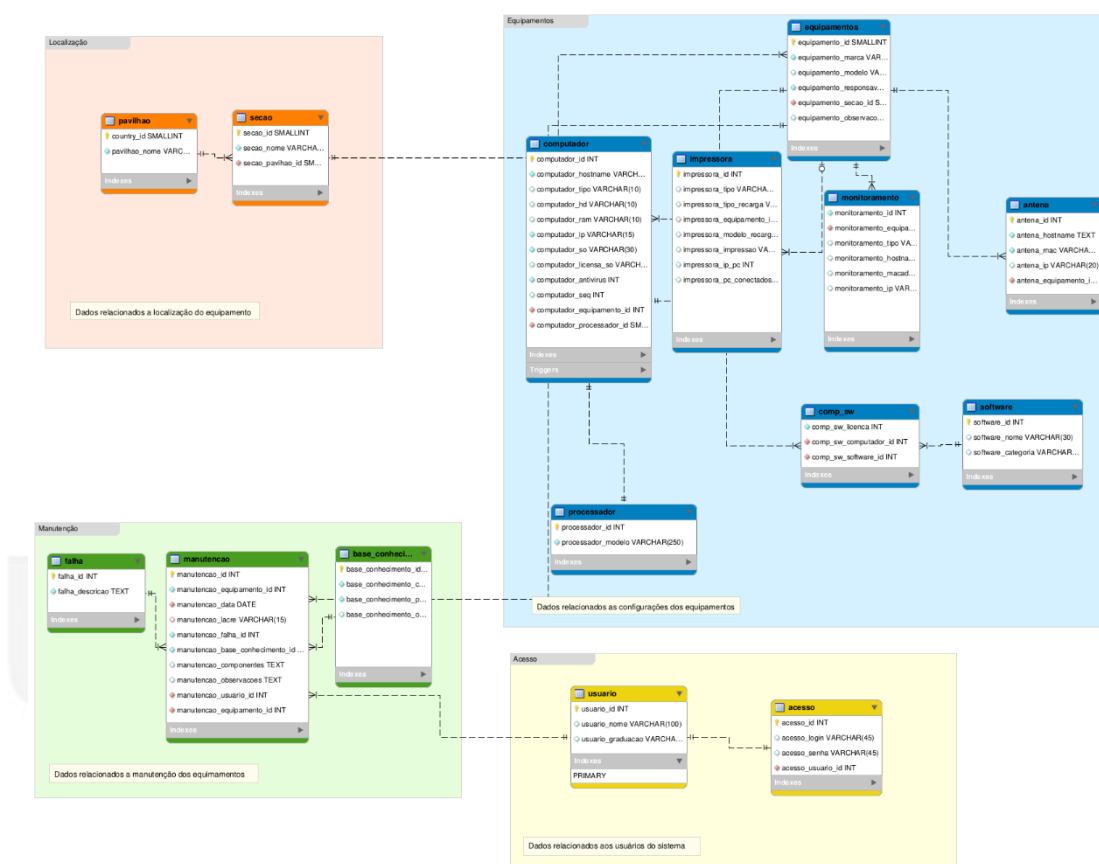 Localização
pavilhao
country_id SMALLINT
pavilhao_nome VARC...
Indexes
secao
secao_id SMALLINT
secao_nome VARCHA...
secao_pavihao_id SM...
Indexes
Dados relacionados a localização do equipamento
Equipamentos
equipamentos
equipamento_id SMALLINT
equipamento_marca VAR...
equipamento_modelo VA...
equipamento_responsav...
equipamento_secao_id S...
equipamento_observaco...
Indexes
computador
computador_id INT
computador_hostname VARCH...
computador_tipo VARCHAR(10)
computador_hd VARCHAR(10)
computador_ram VARCHAR(10)
computador_ip VARCHAR(15)
computador_so VARCHAR(30)
computador_licensa_so VARCH...
computador_antivirus INT
computador_seq INT
computador_equipamento_id INT
computador_processador_id SM...
Indexes
Triggers
impressora
impressora_id INT
impressora_tipo VARCHA...
impressora_tipo_recarga V...
impressora_equipamento_i...
impressora_modelo_recarg...
impressora_impressao VA...
impressora_ip_pc INT
impressora_pc_conectados...
Indexes
monitoramento
monitoramento_id INT
monitoramento_equipa...
monitoramento_tipo VA...
monitoramento_hostna...
monitoramento_macad...
monitoramento_ip VAR...
Indexes
antena
antena_id INT
antena_hostname TEXT
antena_mac VARCHA...
antena_ip VARCHAR(20)
antena_equipamento_i...
Indexes
comp_sw
comp_sw_licenca INT
comp_sw_computador_id INT
comp_sw_software_id INT
Indexes
software
software_id INT
software_nome VARCHAR(30)
software_categoria VARCHAR...
Indexes
processador
processador_id INT
processador_modelo VARCHAR(250)
Indexes
Dados relacionados as configurações dos equipamentos
Manutenção
falha
falha_id INT
falha_descricao TEXT
Indexes
manutencao
manutencao_id INT
manutencao_equipamento_id INT
manutencao_data DATE
manutencao_lacre VARCHAR(15)
manutencao_falha_id INT
manutencao_base_conhecimento_id ...
manutencao_componentes TEXT
manutencao_observacoes TEXT
manutencao_usuario_id INT
manutencao_equipamento_id INT
Indexes
base_conheci...
base_conhecimento_id...
base_conhecimento_c...
base_conhecimento_p...
base_conhecimento_o...
Indexes
Dados relacionados a manutenção dos equimamentos
Acesso
usuario
usuario_id INT
usuario_nome VARCHAR(100)
usuario_graduacao VARCHA...
Indexes
PRIMARY
acesso
acesso_id INT
acesso_login VARCHAR(45)
acesso_senha VARCHAR(45)
acesso_usuario_id INT
Indexes
Dados relacionados aos usuários do sistema